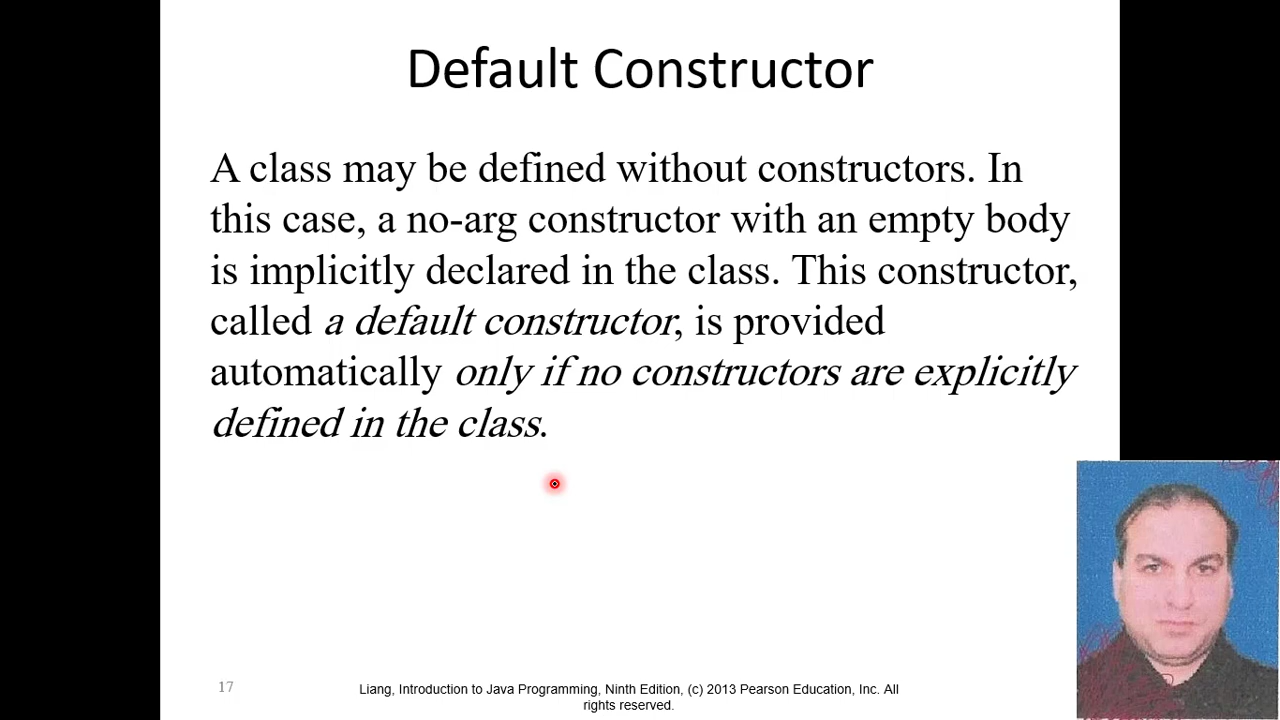 Default Constructor
A class may be defined without constructors. In
this case, a no-arg constructor with an empty body
is implicitly declared in the class. This constructor,
called a default constructor, is provided
automatically only if no constructors are explicitly
defined in the class.
17
Liang, Introduction to Java Programming, Ninth Edition, (c) 2013 Pearson Education, Inc. All
rights reserved.